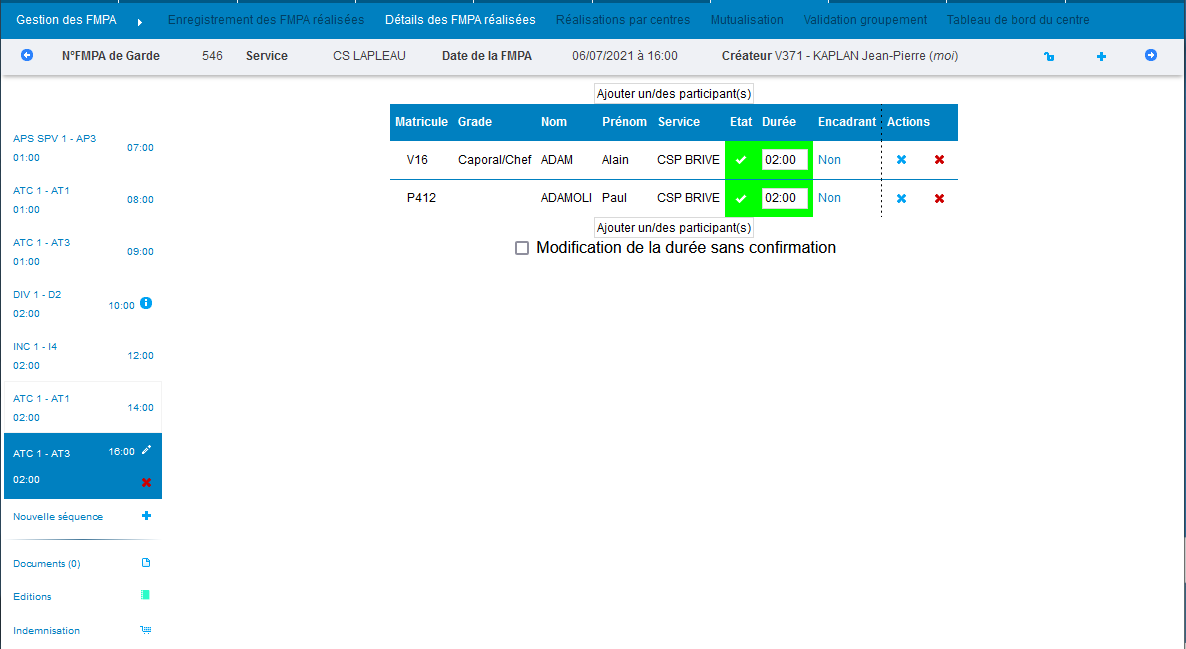 Gestion des FMPA Enregistrement des FMPA réalisées Détails des FMPA réalisées Réalisations par centres Mutualisation Validation groupement Tableau de bord du centre
N°FMPA de Garde 546 Service CS LAPLEAU Date de la FMPA 06/07/2021 à 16:00 Créateur V371 - KAPLAN Jean-Pierre (moi)
APS SPV 1 - AP3 07:00
01:00
ATC 1 - AT1 08:00
01:00
ATC 1 - AT3 09:00
01:00
DIV 1 - D2 10:00
02:00
INC 1 - I4 12:00
02:00
ATC 1 - AT1 14:00
02:00
ATC 1 - AT3 16:00
02:00
Nouvelle séquence
Documents (0)
Editions
Indemnisation
Ajouter un/des participant(s)
Matricule Grade Nom Prénom Service Etat Durée Encadrant Actions
V16 Caporal/Chef ADAM Alain CSP BRIVE 02:00 Non
P412 ADAMOLI Paul CSP BRIVE 02:00 Non
Ajouter un/des participant(s)
Modification de la durée sans confirmation